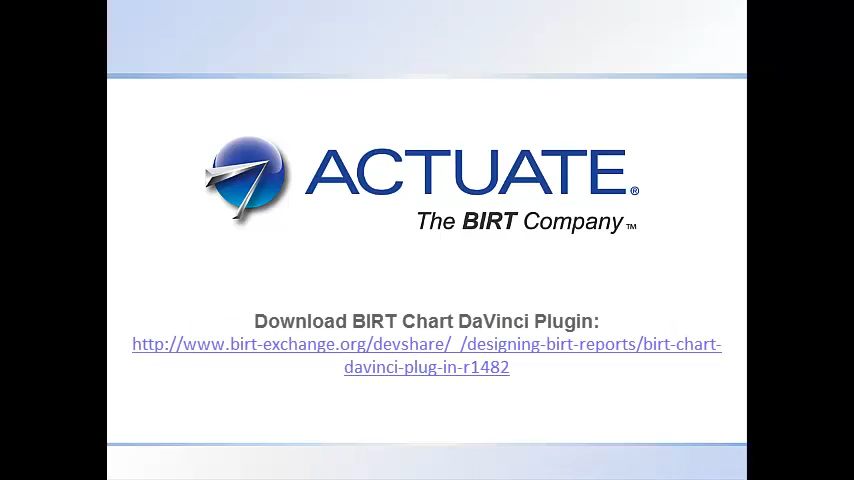 ACTUATE®
The BIRT Company™
Download BIRT Chart DaVinci Plugin:
http://www.birt-exchange.org/devshare/_/designing-birt-reports/birt-chart-
davinci-plug-in-r1482